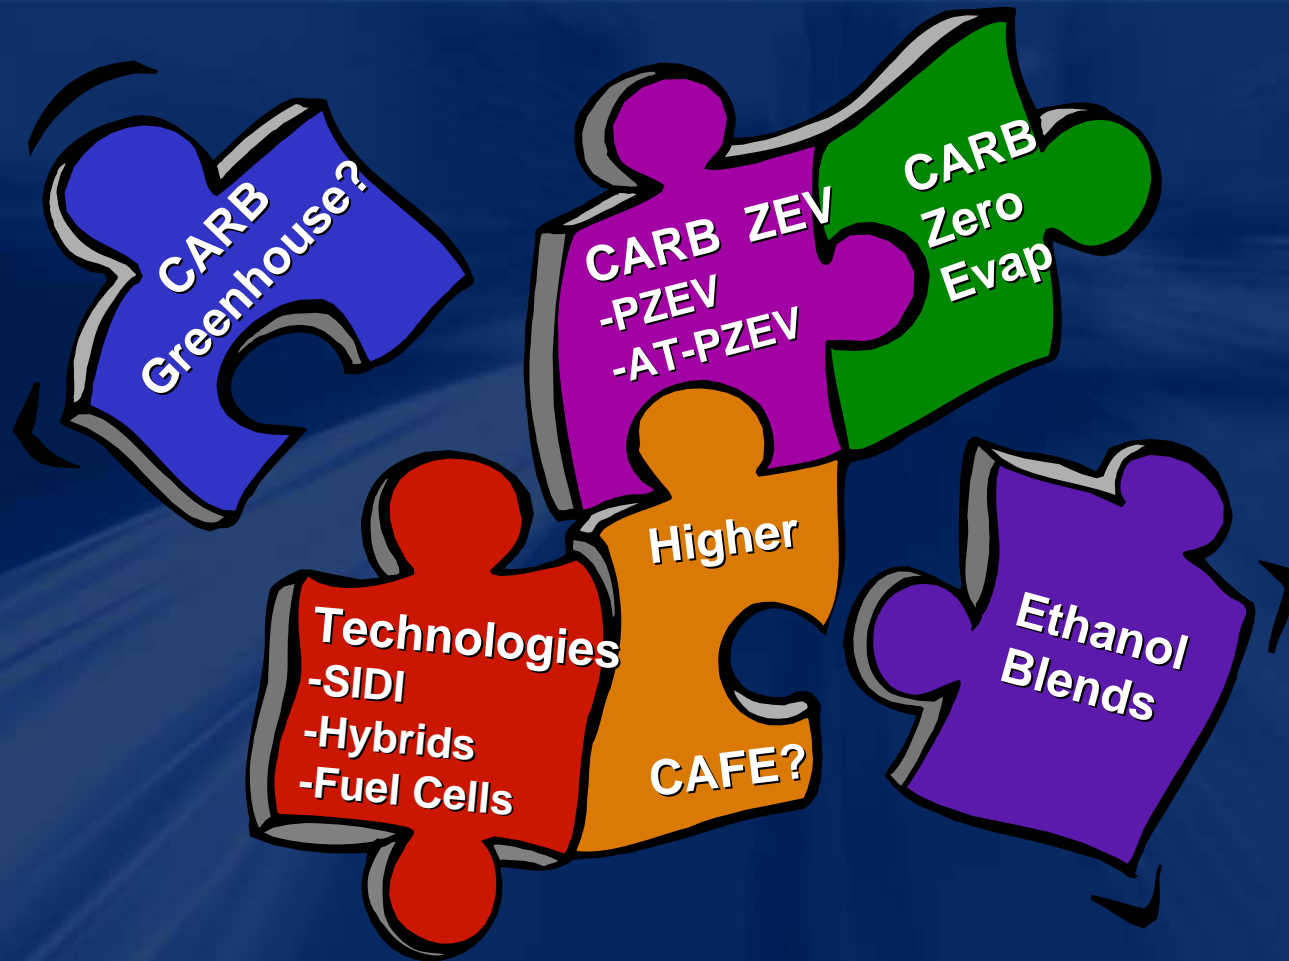 CARB
Greenhouse?
CARB ZEV
-PZEV
-AT-PZEV
CARB
Zero
Evap
Technologies
-SIDI
-Hybrids
-Fuel Cells
Higher
CAFE?
Ethanol
Blends